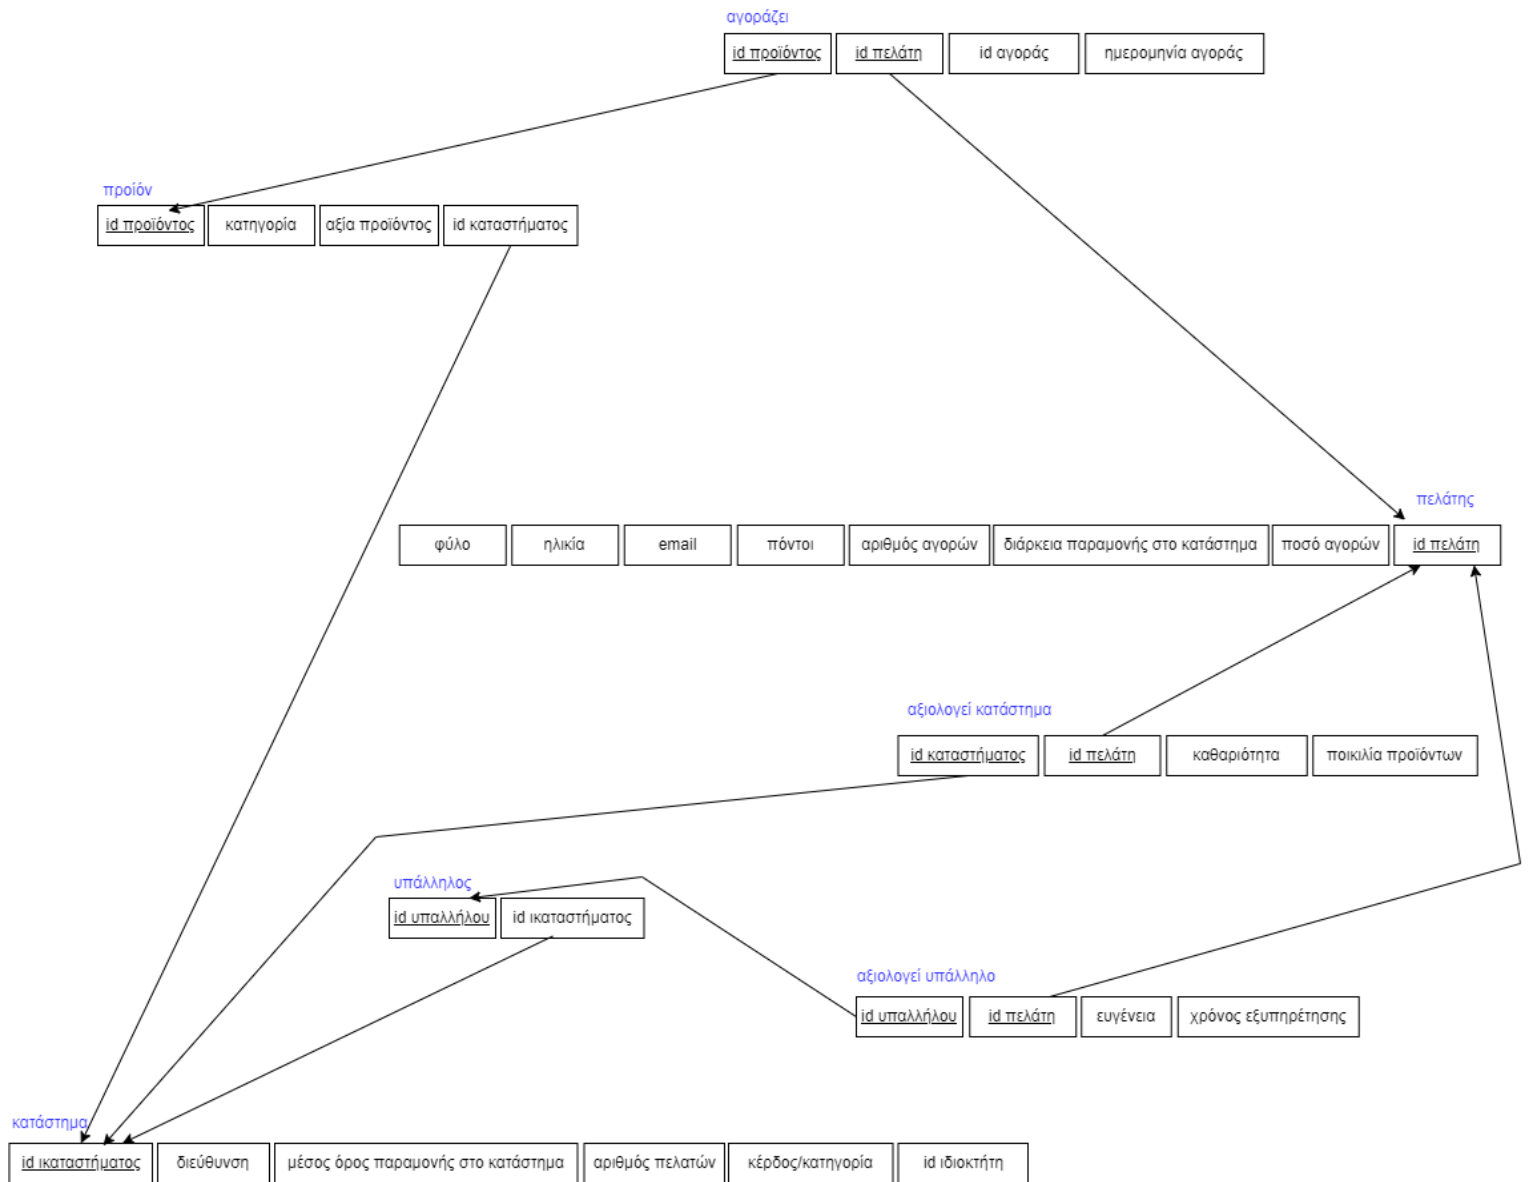 αγοράζει
id προϊόντος id πελάτη id αγοράς ημερομηνία αγοράς
προίόν
id προϊόντος κατηγορία αξία προϊόντος id καταστήματος
πελάτης
φύλο ηλικία email πόντοι αριθμός αγορών διάρκεια παραμονής στο κατάστημα ποσό αγορών id πελάτη
αξιολογεί κατάστημα
id καταστήματος id πελάτη καθαριότητα ποικιλία προϊόντων
υπάλληλος
id υπαλλήλου id ικαταστήματος
αξιολογεί υπάλληλο
id υπαλλήλου id πελάτη ευγένεια χρόνος εξυπηρέτησης
κατάστημα
id ικαταστήματος διεύθυνση μέσος όρος παραμονής στο κατάστημα αριθμός πελατών κέρδος/κατηγορία id ιδιοκτήτη